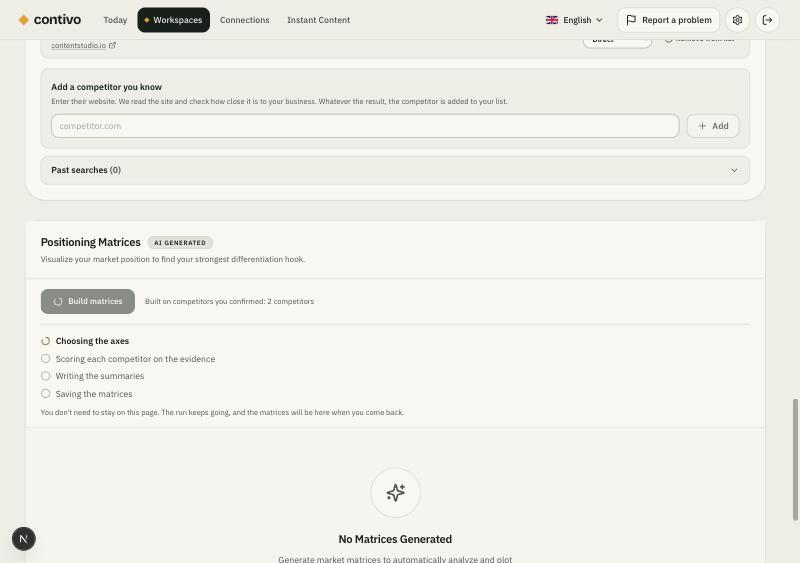 contivo
Today
Workspaces
Connections
Instant Content
English
Report a problem
contentstudio.io
Direct
Remove from list
Add a competitor you know
Enter their website. We read the site and check how close it is to your business. Whatever the result, the competitor is added to your list.
competitor.com
Add
Past searches (0)
Positioning Matrices
AI GENERATED
Visualize your market position to find your strongest differentiation hook.
Build matrices
Built on competitors you confirmed: 2 competitors
Choosing the axes
Scoring each competitor on the evidence
Writing the summaries
Saving the matrices
You don't need to stay on this page. The run keeps going, and the matrices will be here when you come back.
N
No Matrices Generated
Generate market matrices to automatically analyze and plot